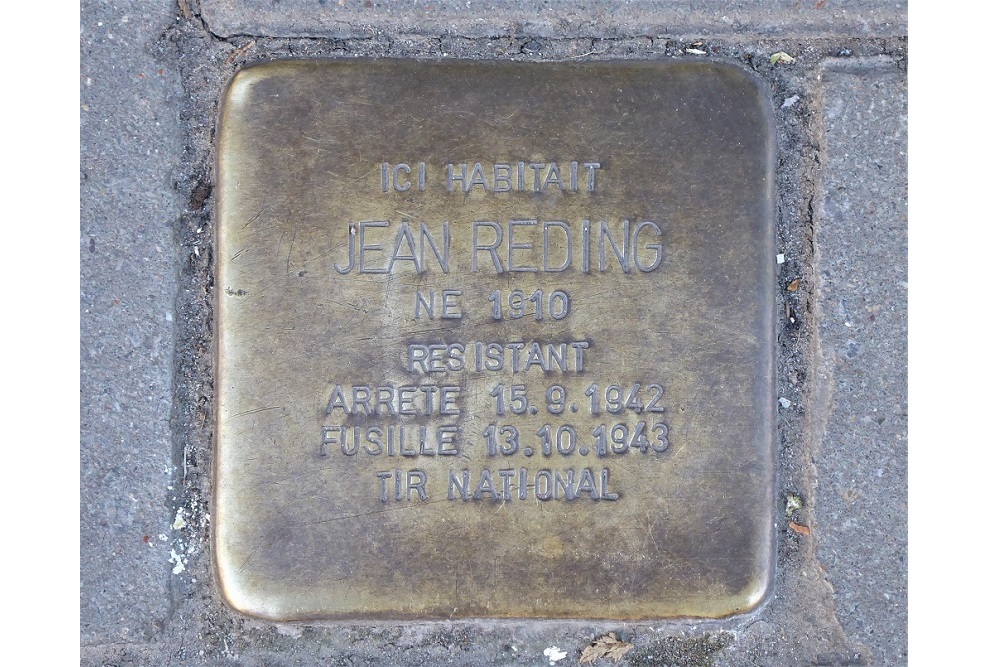 ICI HABITAIT
JEAN REDING
NE 1910
RESISTANT
ARRETE 15.9.1942
FUSILLE 13.10.1943
TIR NATIONAL